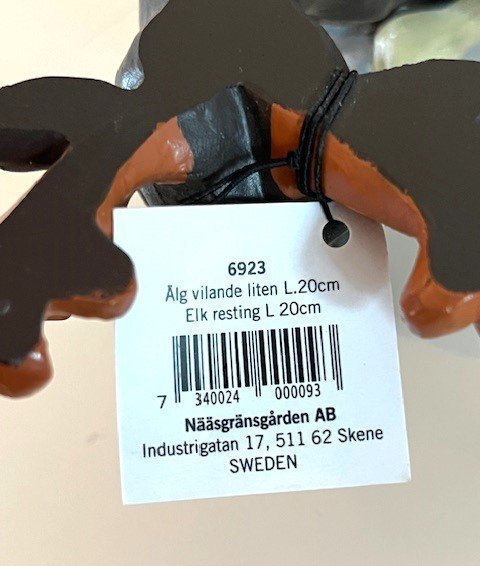 6923
Älg vilande liten L.20cm
Elk resting L 20cm
7 340024 000093
Nääsgränsgården AB
Industrigatan 17, 511 62 Skene
SWEDEN